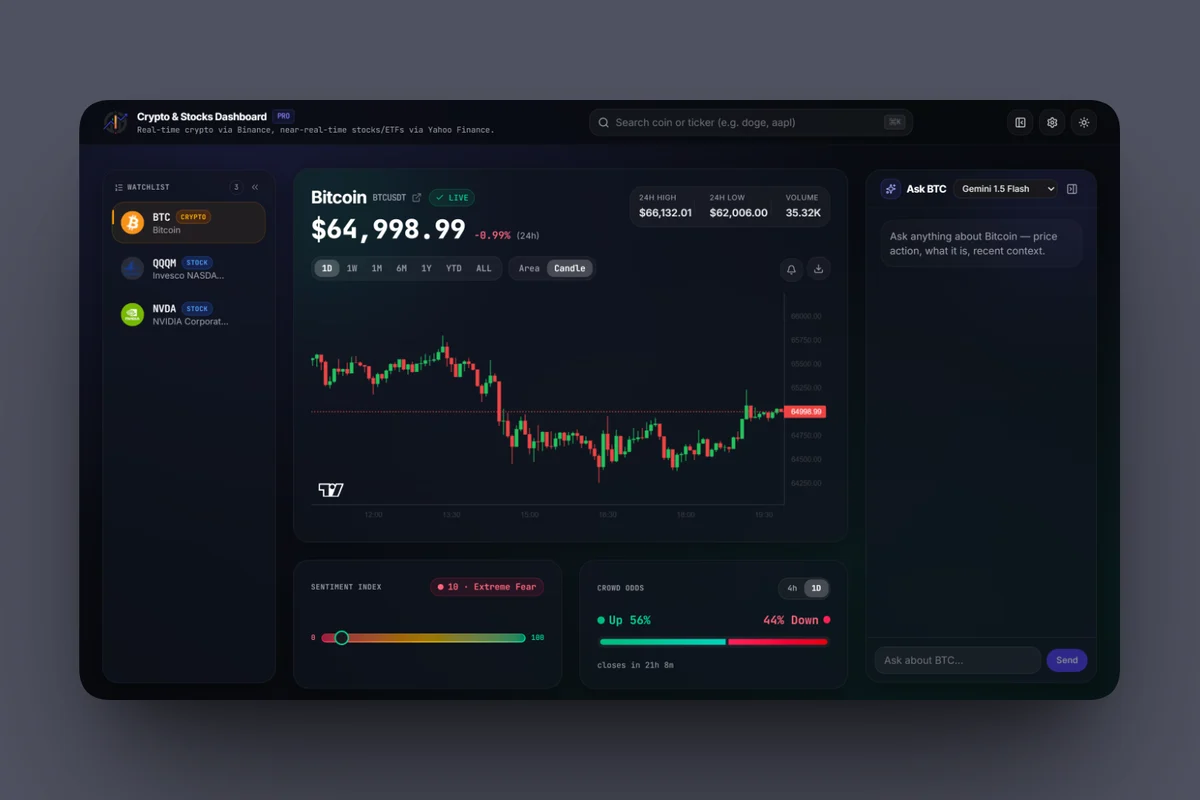 Crypto & Stocks Dashboard PRO
Real-time crypto via Binance, near-real-time stocks/ETFs via Yahoo Finance.
Search coin or ticker (e.g. doge, aapl) ⌘K
WATCHLIST 3
BTC CRYPTO
Bitcoin
QQQM STOCK
Invesco NASDA...
NVDA STOCK
NVIDIA Corporat...
Bitcoin BTCUSDT LIVE
$64,998.99 -0.99% (24h)
24H HIGH 24H LOW VOLUME
$66,132.01 $62,006.00 35.32K
1D 1W 1M 6M 1Y YTD ALL Area Candle
66000.00
65750.00
65500.00
65250.00
64998.99
64750.00
64500.00
64250.00
12:00 13:30 15:00 16:30 18:00 19:30
SENTIMENT INDEX 10 · Extreme Fear
0 100
CROWD ODDS 4h 1D
Up 56% 44% Down
closes in 21h 8m
Ask BTC Gemini 1.5 Flash
Ask anything about Bitcoin — price
action, what it is, recent context.
Ask about BTC... Send